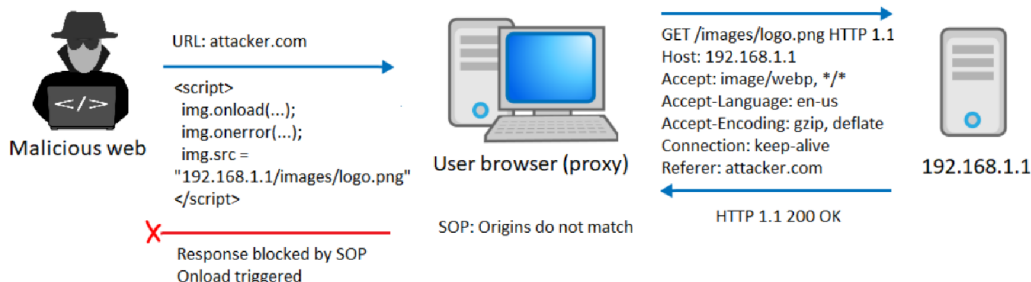 URL: attacker.com
<script>
img.onload(...);
img.onerror(...);
img.src =
"192.168.1.1/images/logo.png"
</script>
</>
Malicious web
Response blocked by SOP
Onload triggered
User browser (proxy)
SOP: Origins do not match
GET /images/logo.png HTTP 1.1
Host: 192.168.1.1
Accept: image/webp, */*
Accept-Language: en-us
Accept-Encoding: gzip, deflate
Connection: keep-alive
Referer: attacker.com
HTTP 1.1 200 OK
192.168.1.1